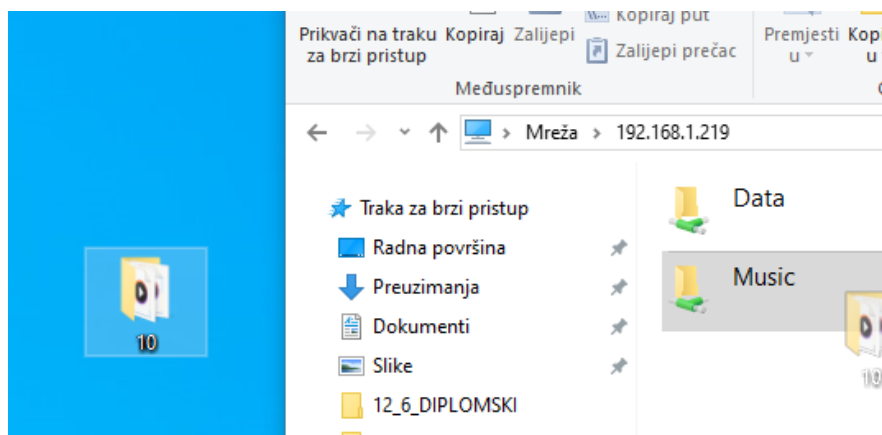 Kopiraj put
Prikvači na traku za brzi pristup
Kopiraj
Zalijepi
Zalijepi prečac
Premjesti u
u
Međuspremnik
Mreža
192.168.1.219
Traka za brzi pristup
Radna površina
Preuzimanja
Dokumenti
Slike
12_6_DIPLOMSKI
Data
Music
10
10